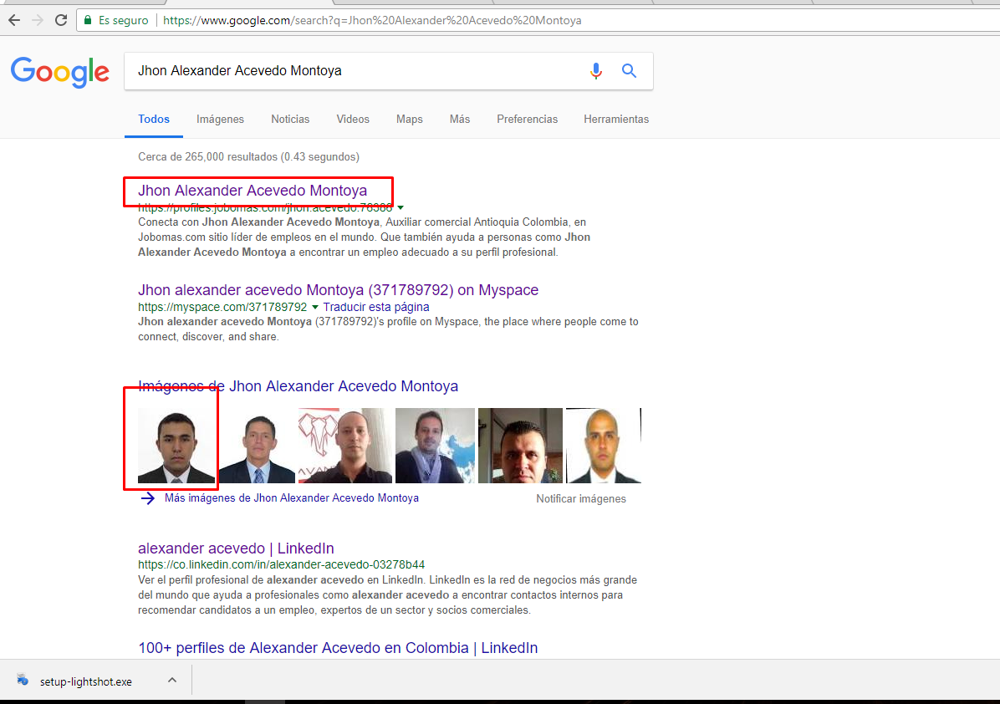 Es seguro https://www.google.com/search?q=Jhon%20Alexander%20Acevedo%20Montoya
Google
Jhon Alexander Acevedo Montoya
Todos Imágenes Noticias Videos Maps Más Preferencias Herramientas
Cerca de 265,000 resultados (0.43 segundos)
Jhon Alexander Acevedo Montoya
https://profiles.jobomas.com/jhon.acevedo.76386
Conecta con Jhon Alexander Acevedo Montoya, Auxiliar comercial Antioquia Colombia, en
Jobomas.com sitio líder de empleos en el mundo. Que también ayuda a personas como Jhon
Alexander Acevedo Montoya a encontrar un empleo adecuado a su perfil profesional.
Jhon alexander acevedo Montoya (371789792) on Myspace
https://myspace.com/371789792 Traducir esta página
Jhon alexander acevedo Montoya (371789792)'s profile on Myspace, the place where people come to
connect, discover, and share.
Imágenes de Jhon Alexander Acevedo Montoya
Más imágenes de Jhon Alexander Acevedo Montoya Notificar imágenes
alexander acevedo | LinkedIn
https://co.linkedin.com/in/alexander-acevedo-03278b44
Ver el perfil profesional de alexander acevedo en LinkedIn. LinkedIn es la red de negocios más grande
del mundo que ayuda a profesionales como alexander acevedo a encontrar contactos internos para
recomendar candidatos a un empleo, expertos de un sector y socios comerciales.
100+ perfiles de Alexander Acevedo en Colombia | LinkedIn
setup-lightshot.exe